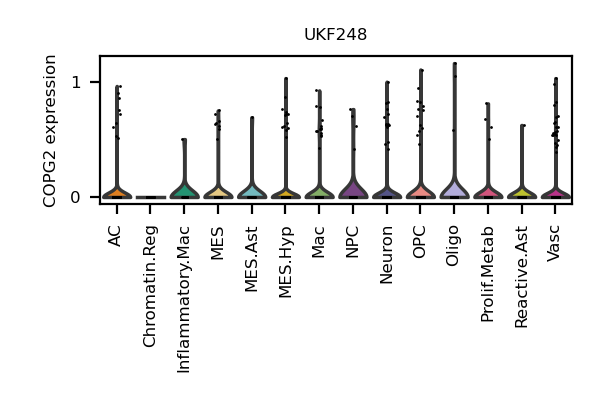 UKF248
COPG2 expression
1
0
AC
Chromatin.Reg
Inflammatory.Mac
MES
MES.Ast
MES.Hyp
Mac
NPC
Neuron
OPC
Oligo
Prolif.Metab
Reactive.Ast
Vasc